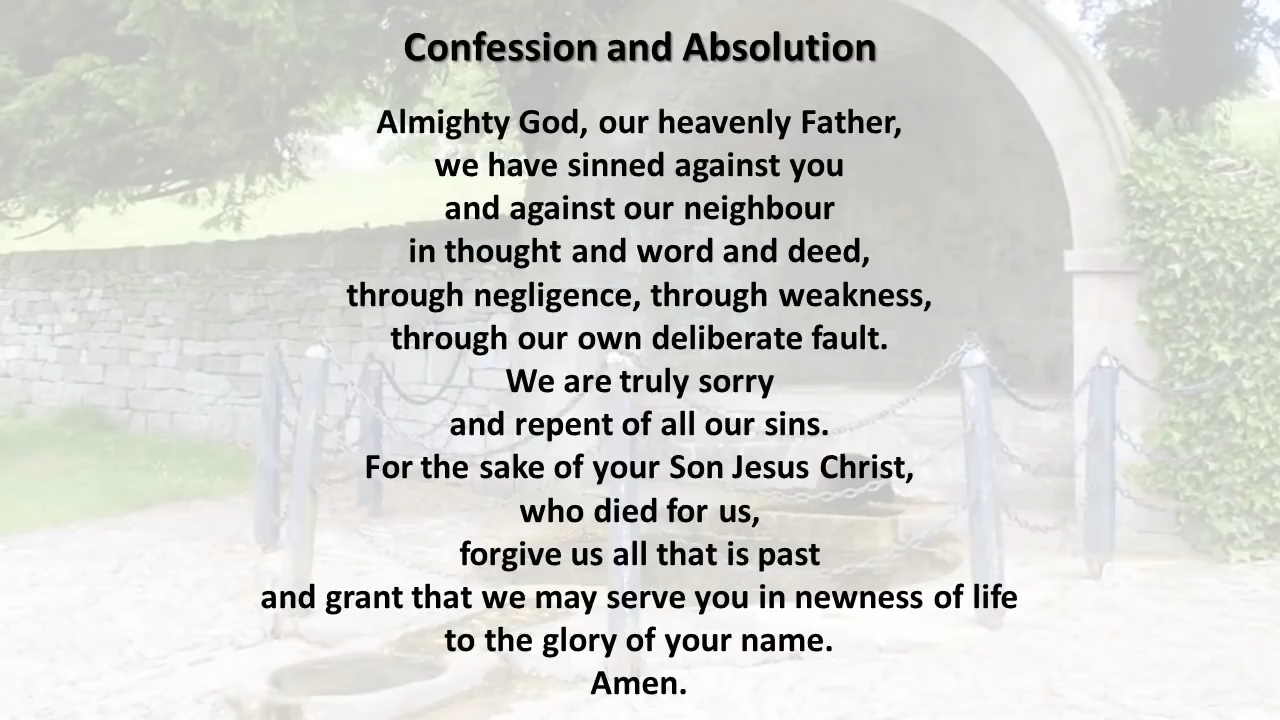 Confession and Absolution
Almighty God, our heavenly Father,
we have sinned against you
and against our neighbour
in thought and word and deed,
through negligence, through weakness,
through our own deliberate fault.
We are truly sorry
and repent of all our sins.
For the sake of your Son Jesus Christ,
who died for us,
forgive us all that is past
and grant that we may serve you in newness of life
to the glory of your name.
Amen.